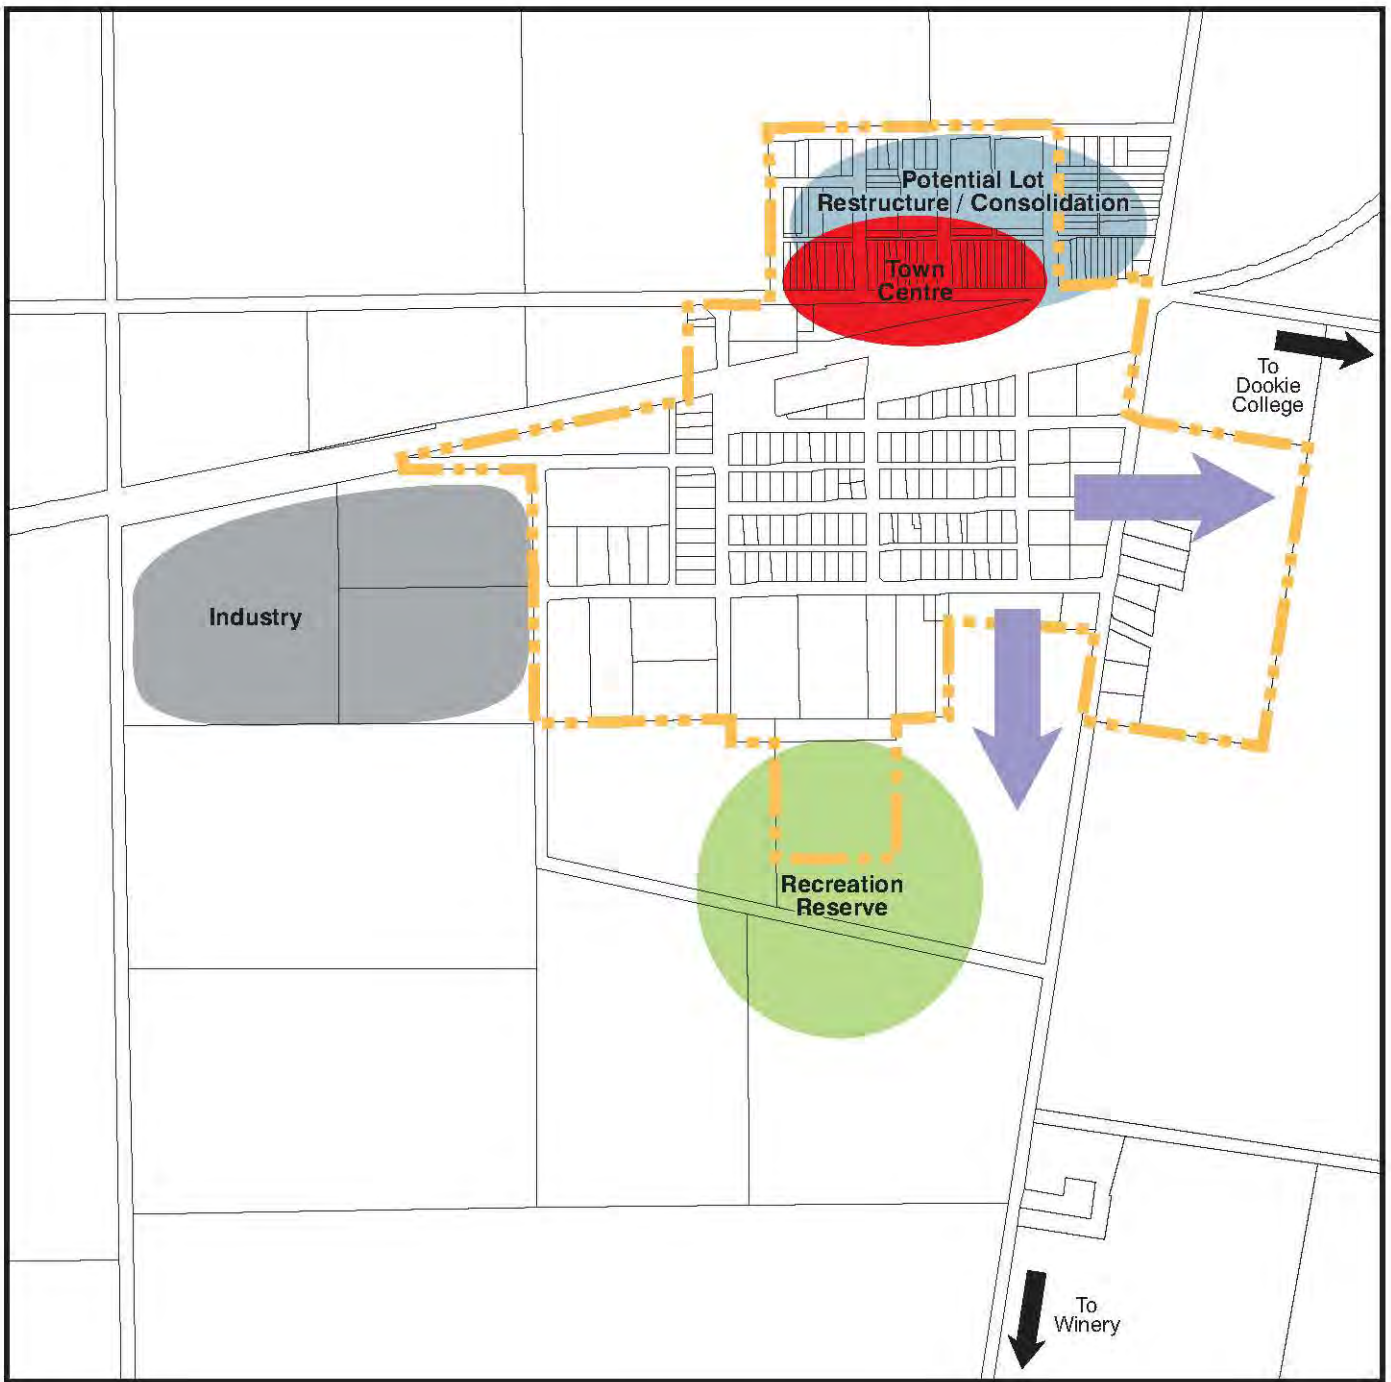 Potential Lot
Restructure / Consolidation
Town
Centre
To
Dookie
College
Industry
Recreation
Reserve
To
Winery